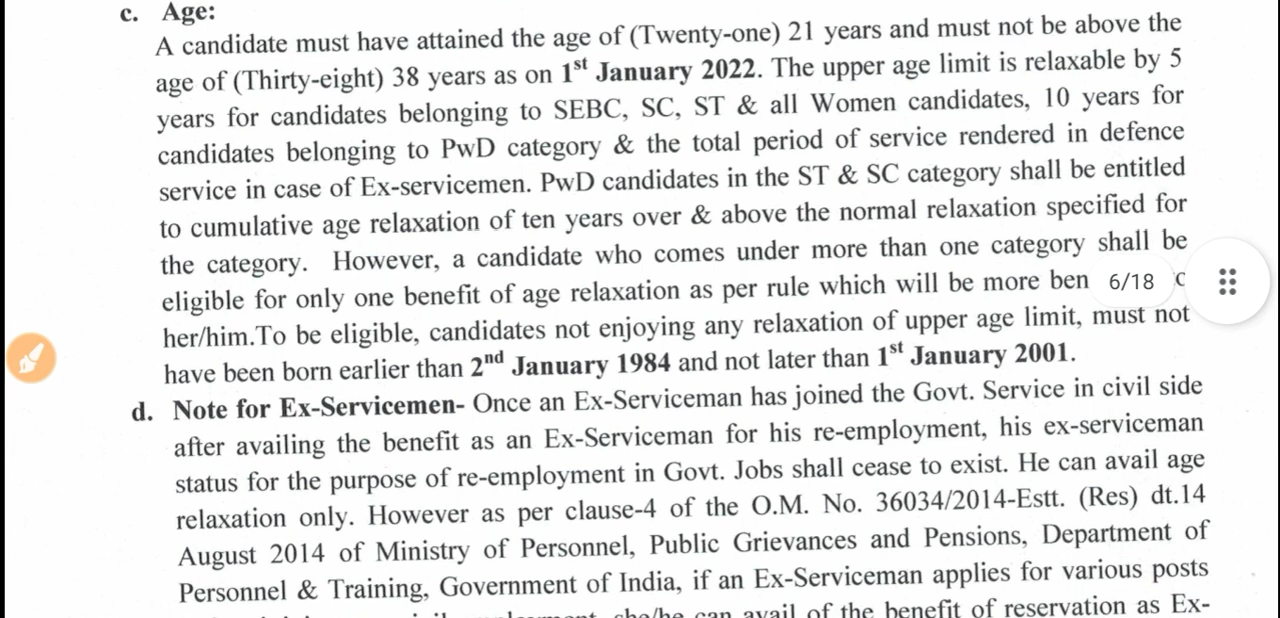 c. Age:
A candidate must have attained the age of (Twenty-one) 21 years and must not be above the
age of (Thirty-eight) 38 years as on 1st January 2022. The upper age limit is relaxable by 5
years for candidates belonging to SEBC, SC, ST & all Women candidates, 10 years for
candidates belonging to PwD category & the total period of service rendered in defence
service in case of Ex-servicemen. PwD candidates in the ST & SC category shall be entitled
to cumulative age relaxation of ten years over & above the normal relaxation specified for
the category. However, a candidate who comes under more than one category shall be
eligible for only one benefit of age relaxation as per rule which will be more ben
6/18
her/him.To be eligible, candidates not enjoying any relaxation of upper age limit, must not
have been born earlier than 2nd January 1984 and not later than 1st January 2001.
d. Note for Ex-Servicemen- Once an Ex-Serviceman has joined the Govt. Service in civil side
after availing the benefit as an Ex-Serviceman for his re-employment, his ex-serviceman
status for the purpose of re-employment in Govt. Jobs shall cease to exist. He can avail age
relaxation only. However as per clause-4 of the O.M. No. 36034/2014-Estt. (Res) dt.14
August 2014 of Ministry of Personnel, Public Grievances and Pensions, Department of
Personnel & Training, Government of India, if an Ex-Serviceman applies for various posts
she/he can avail of the benefit of reservation as Ex-